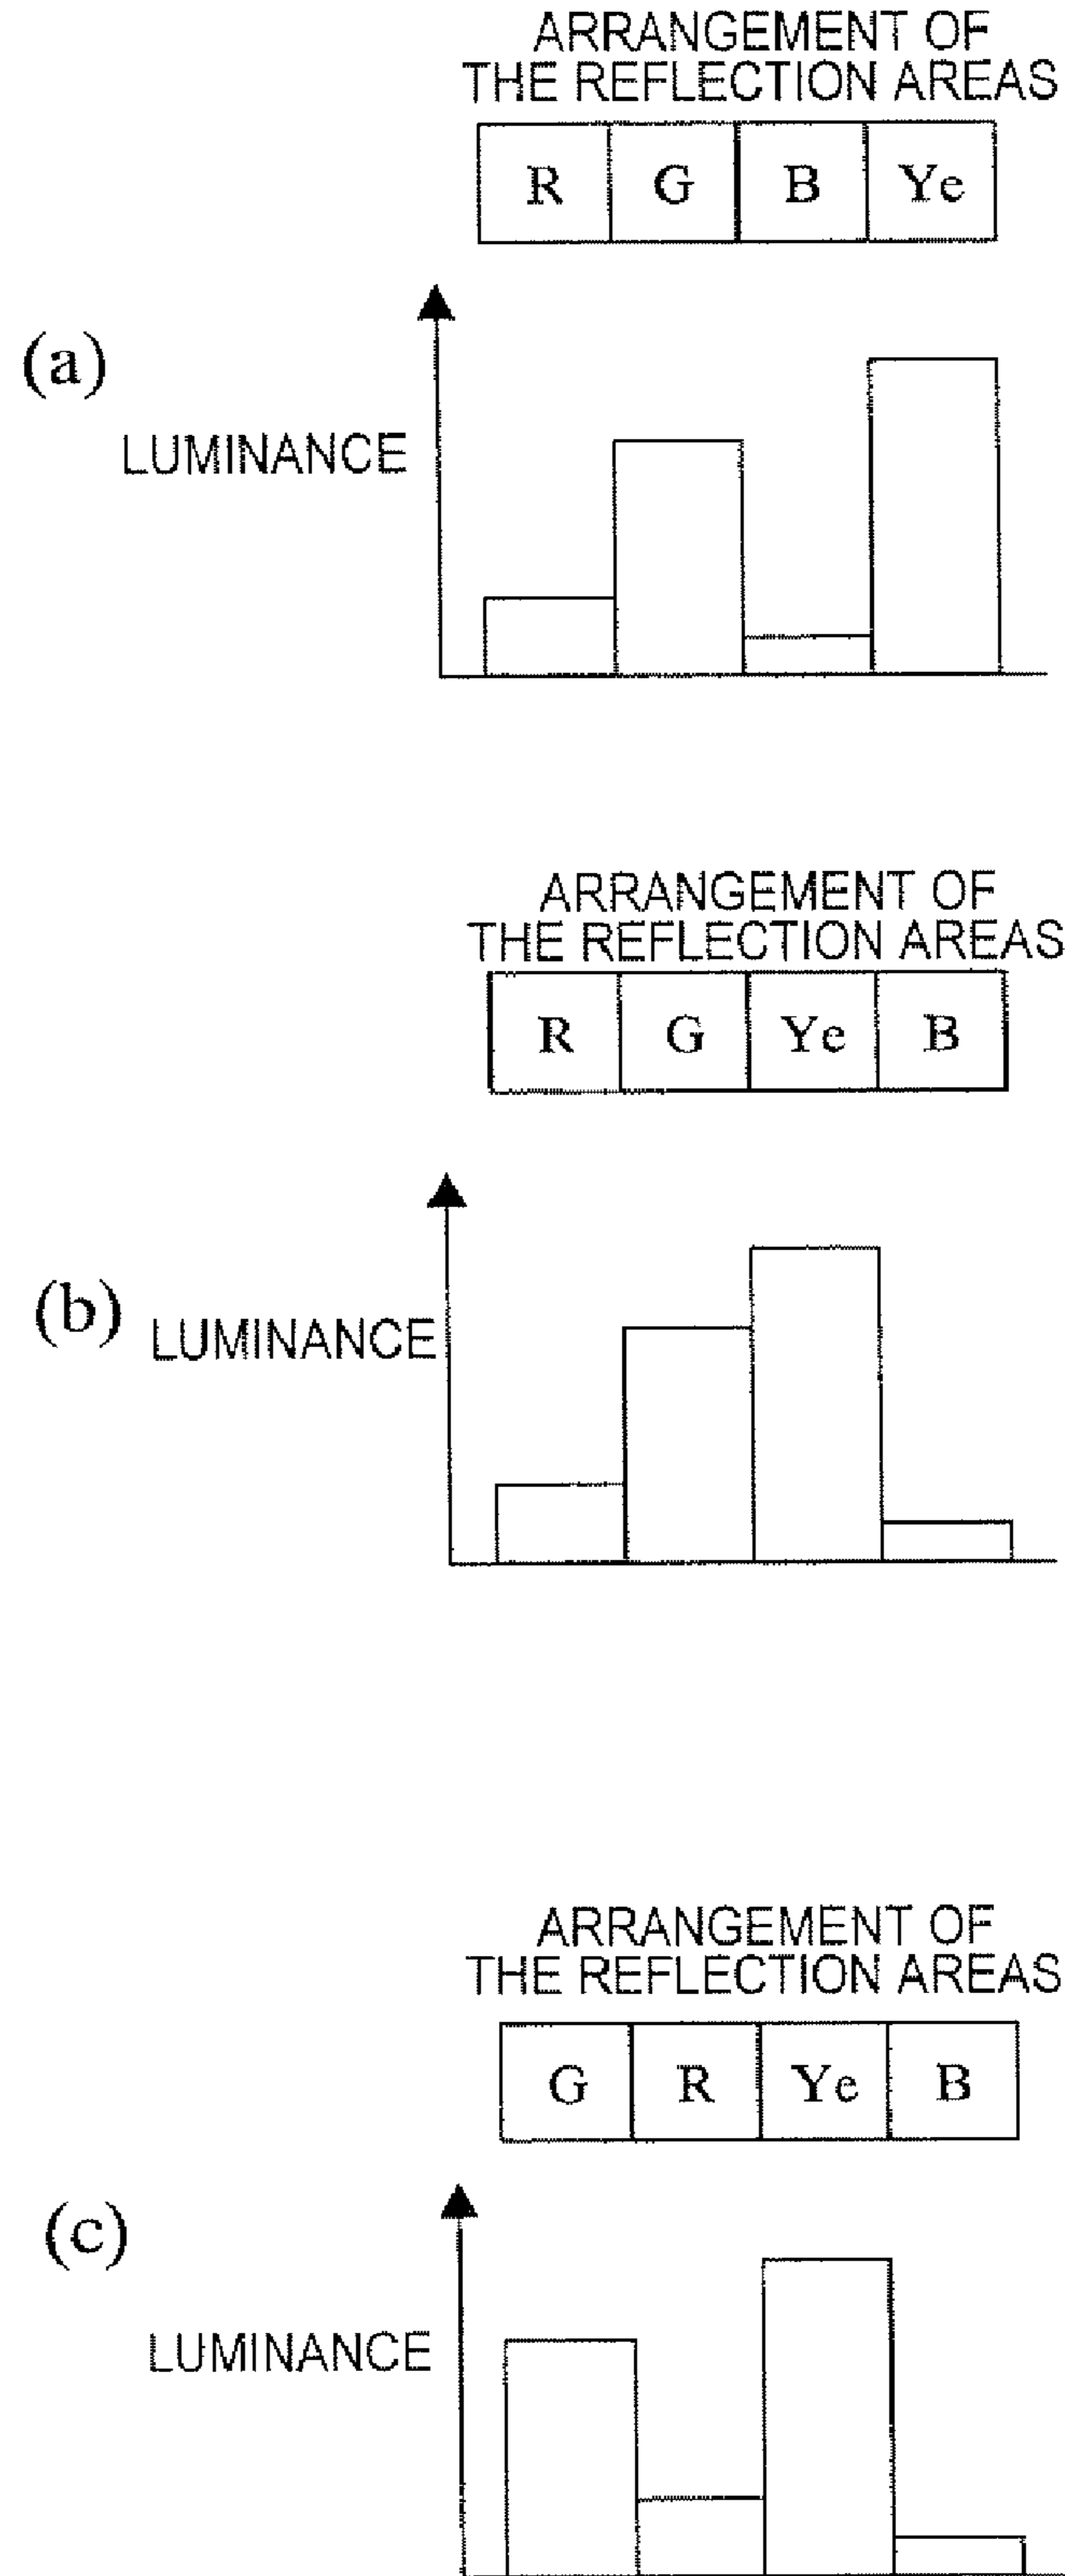 ARRANGEMENT OF
THE REFLECTION AREAS
R G B Ye
(a)
LUMINANCE
ARRANGEMENT OF
THE REFLECTION AREAS
R G Ye B
(b)
LUMINANCE
ARRANGEMENT OF
THE REFLECTION AREAS
G R Ye B
(c)
LUMINANCE